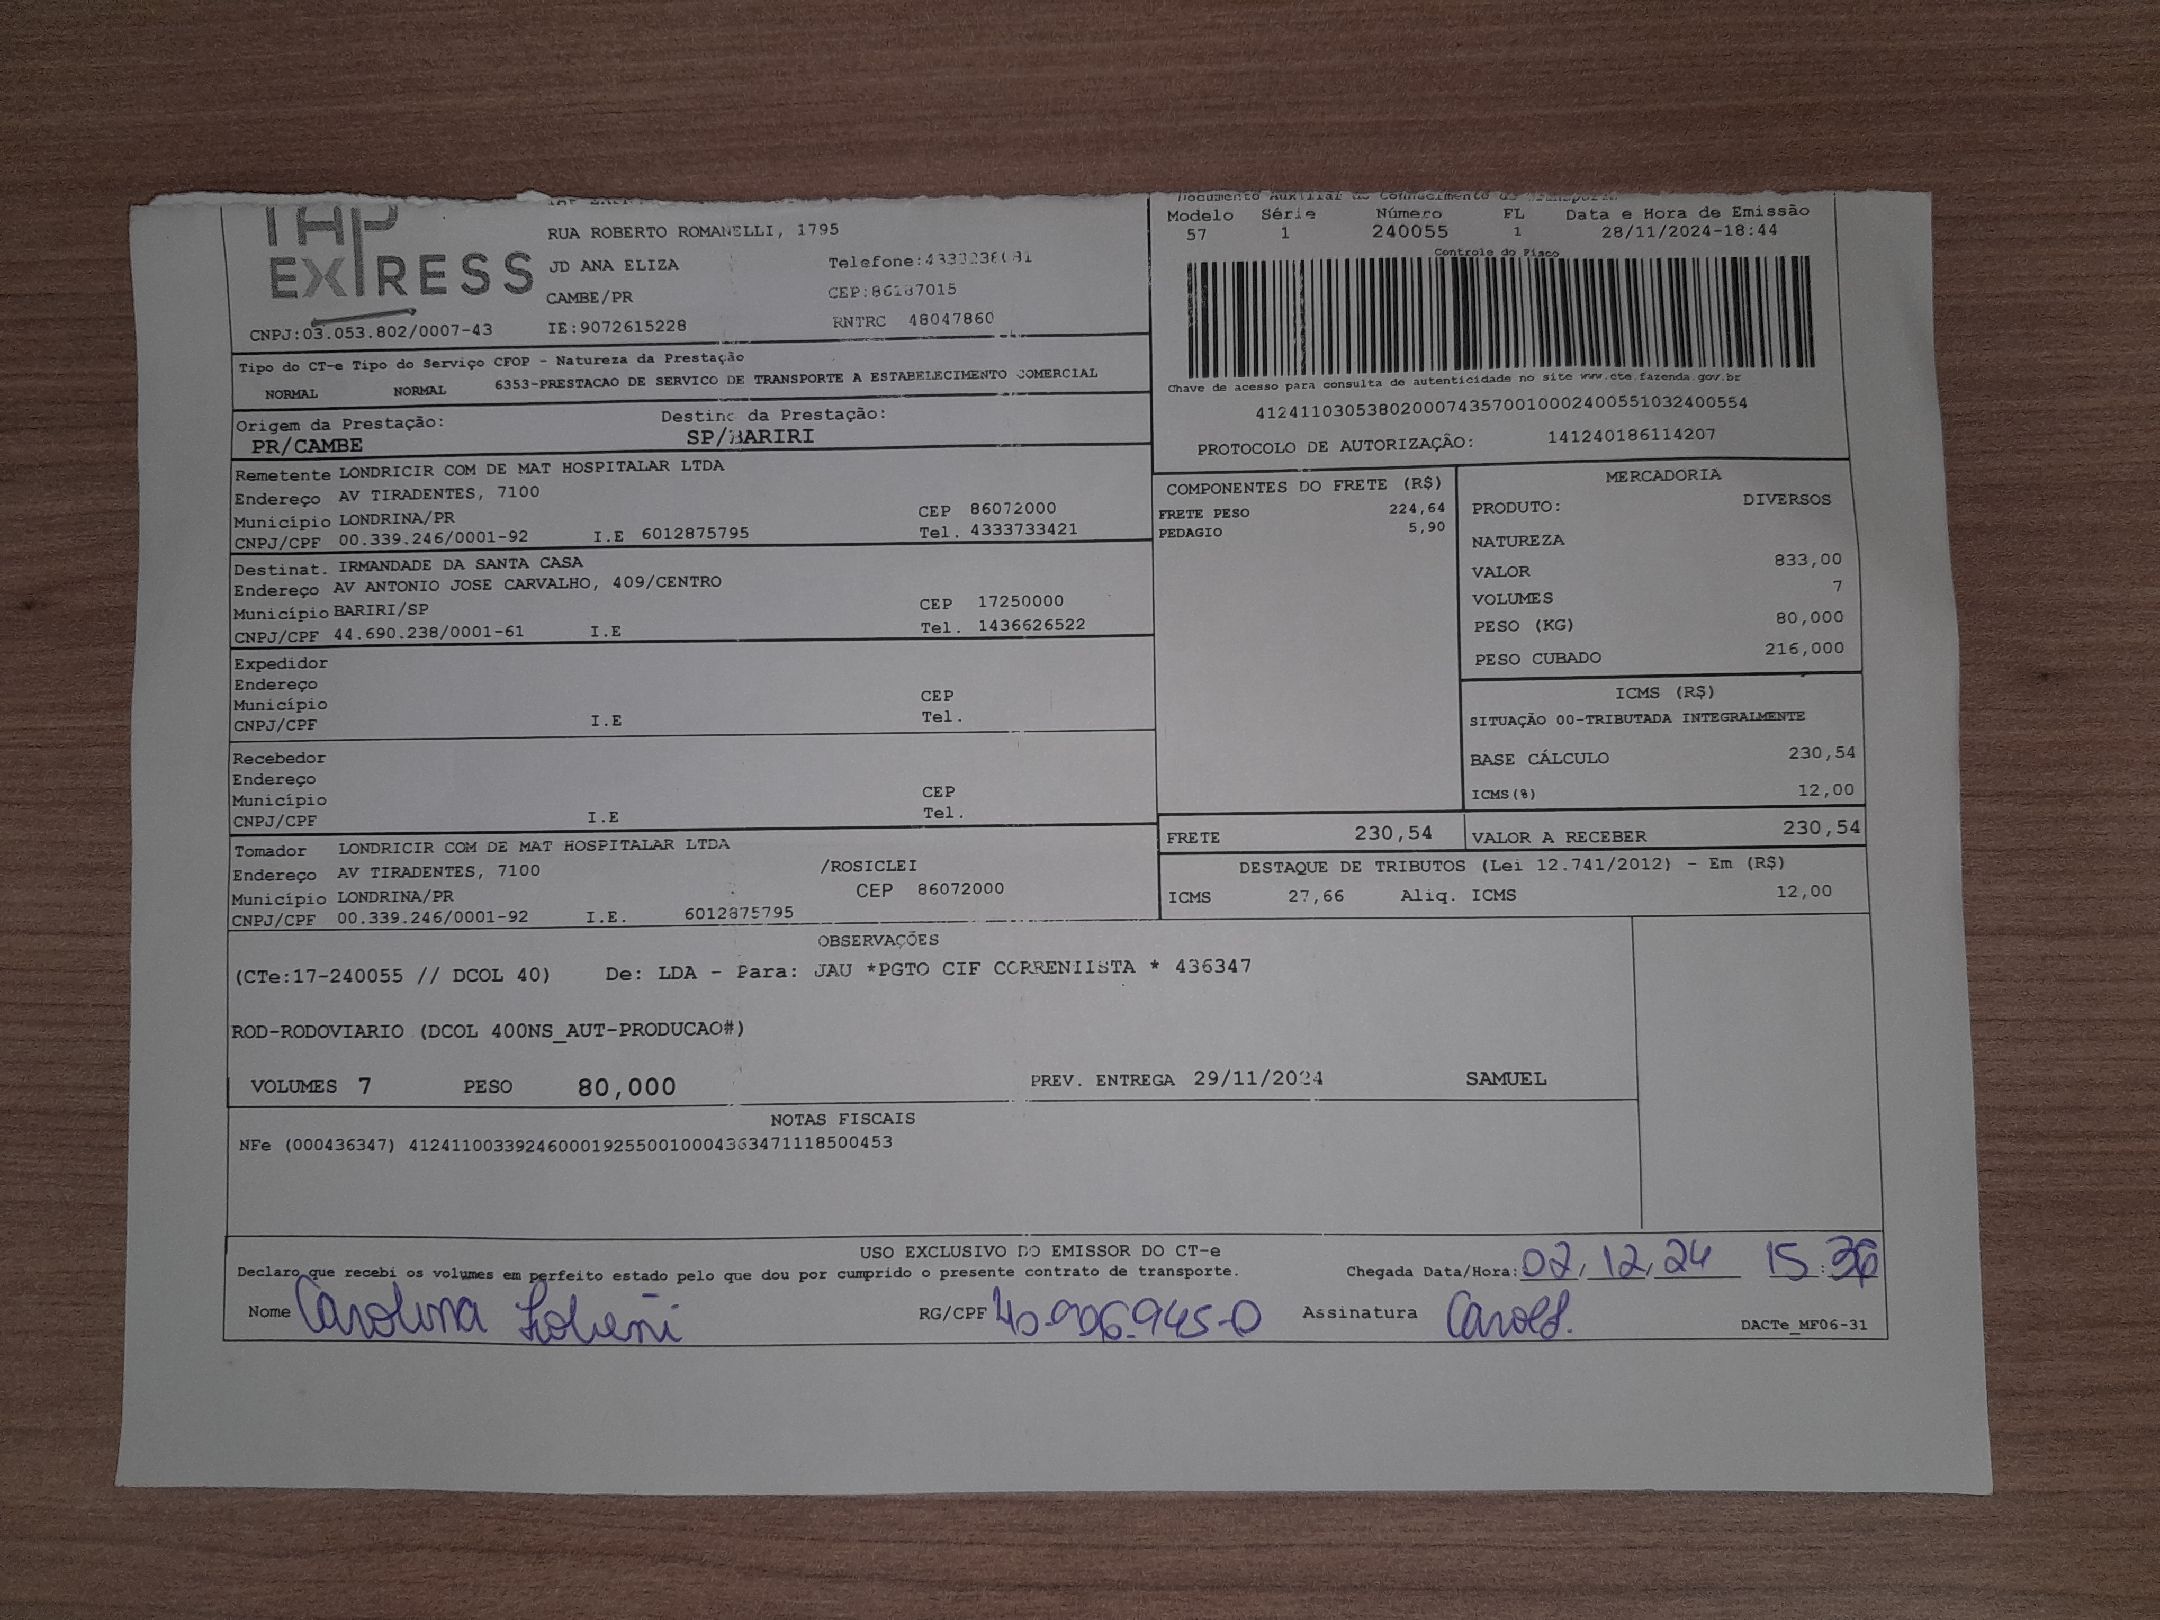 TAP
EXPRESS
RUA ROBERTO ROMANELLI, 1795
JD ANA ELIZA
CAMBE/PR
CEP:86187015
RNTRC 48047860
CNPJ:03.053.802/0007-43 IE:9072615228
Documento Auxiliar do Conhecimento de Transporte
Modelo Série Número FL Data e Hora de Emissão
57 1 240055 1 28/11/2024-18:44
Controle do Fisco
Chave de acesso para consulta de autenticidade no site www.cte.fazenda.gov.br
41241103053802000743570010002400551032400554
PROTOCOLO DE AUTORIZAÇÃO: 141240186114207
Tipo do CT-e Tipo do Serviço CFOP - Natureza da Prestação
NORMAL NORMAL 6353-PRESTACAO DE SERVICO DE TRANSPORTE A ESTABELECIMENTO COMERCIAL
Origem da Prestação: Destino da Prestação:
PR/CAMBE SP/BARIRI
Remetente LONDRICIR COM DE MAT HOSPITALAR LTDA
Endereço AV TIRADENTES, 7100
Município LONDRINA/PR CEP 86072000
CNPJ/CPF 00.339.246/0001-92 I.E 6012875795 Tel. 4333733421
Destinat. IRMANDADE DA SANTA CASA
Endereço AV ANTONIO JOSE CARVALHO, 409/CENTRO
Município BARIRI/SP CEP 17250000
CNPJ/CPF 44.690.238/0001-61 I.E Tel. 1436626522
Expedidor
Endereço
Município CEP
CNPJ/CPF I.E Tel.
Recebedor
Endereço
Município CEP
CNPJ/CPF I.E Tel.
Tomador LONDRICIR COM DE MAT HOSPITALAR LTDA
Endereço AV TIRADENTES, 7100 /ROSICLEI
Município LONDRINA/PR CEP 86072000
CNPJ/CPF 00.339.246/0001-92 I.E. 6012875795
COMPONENTES DO FRETE (R$)
FRETE PESO 224,64
PEDAGIO 5,90
MERCADORIA
PRODUTO: DIVERSOS
NATUREZA
VALOR 833,00
VOLUMES 7
PESO (KG) 80,000
PESO CUBADO 216,000
ICMS (R$)
SITUAÇÃO 00-TRIBUTADA INTEGRALMENTE
BASE CÁLCULO 230,54
ICMS(%) 12,00
FRETE 230,54 VALOR A RECEBER 230,54
DESTAQUE DE TRIBUTOS (Lei 12.741/2012) - Em (R$)
ICMS 27,66 Aliq. ICMS 12,00
OBSERVAÇÕES
(CTe:17-240055 // DCOL 40) De: LDA - Para: JAU *PGTO CIF CORRENTISTA * 436347
ROD-RODOVIARIO (DCOL 400NS_AUT-PRODUCAO#)
VOLUMES 7 PESO 80,000 PREV. ENTREGA 29/11/2024 SAMUEL
NOTAS FISCAIS
NFe (000436347) 41241100339246000192550010004363471118500453
USO EXCLUSIVO DO EMISSOR DO CT-e
Declaro que recebi os volumes em perfeito estado pelo que dou por cumprido o presente contrato de transporte. Chegada Data/Hora: 02,12,24 15:
Nome Carolina RG/CPF Assinatura
DACTe_MF06-31